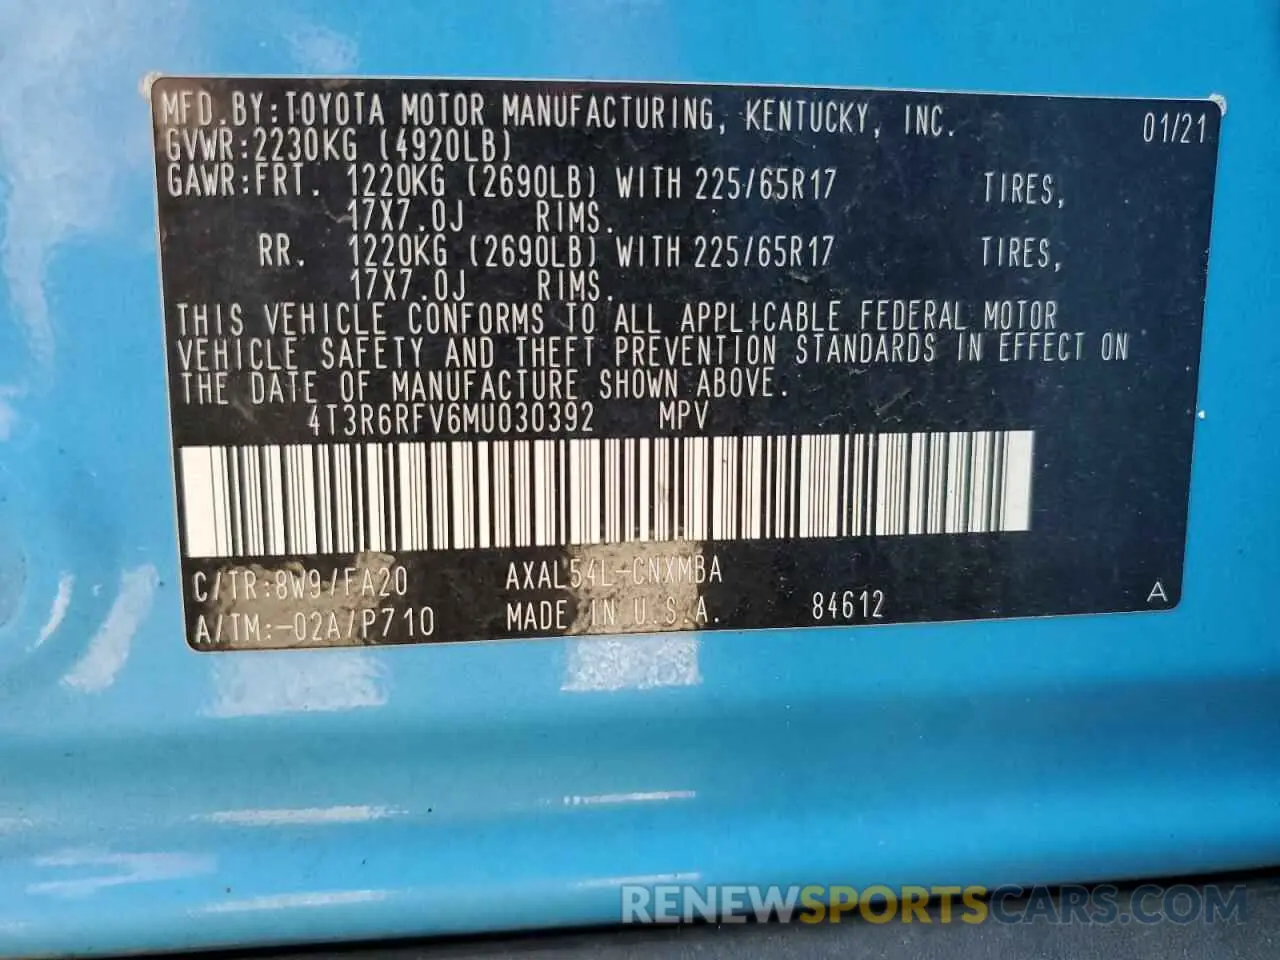 MFD.BY:TOYOTA MOTOR MANUFACTURING, KENTUCKY, INC. 01/21
GVWR:2230KG (4920LB)
GAWR:FRT. 1220KG (2690LB) WITH 225/65R17 TIRES,
17X7.0J RIMS.
RR. 1220KG (2690LB) WITH 225/65R17 TIRES,
17X7.0J RIMS.
THIS VEHICLE CONFORMS TO ALL APPLICABLE FEDERAL MOTOR
VEHICLE SAFETY AND THEFT PREVENTION STANDARDS IN EFFECT ON
THE DATE OF MANUFACTURE SHOWN ABOVE.
4T3R6RFV6MU030392 MPV
C/TR:8W9/FA20 AXAL54L-CNXMBA
A/TM:-02A/P710 MADE IN U.S.A. 84612 A
RENEWSPORTSCARS.COM